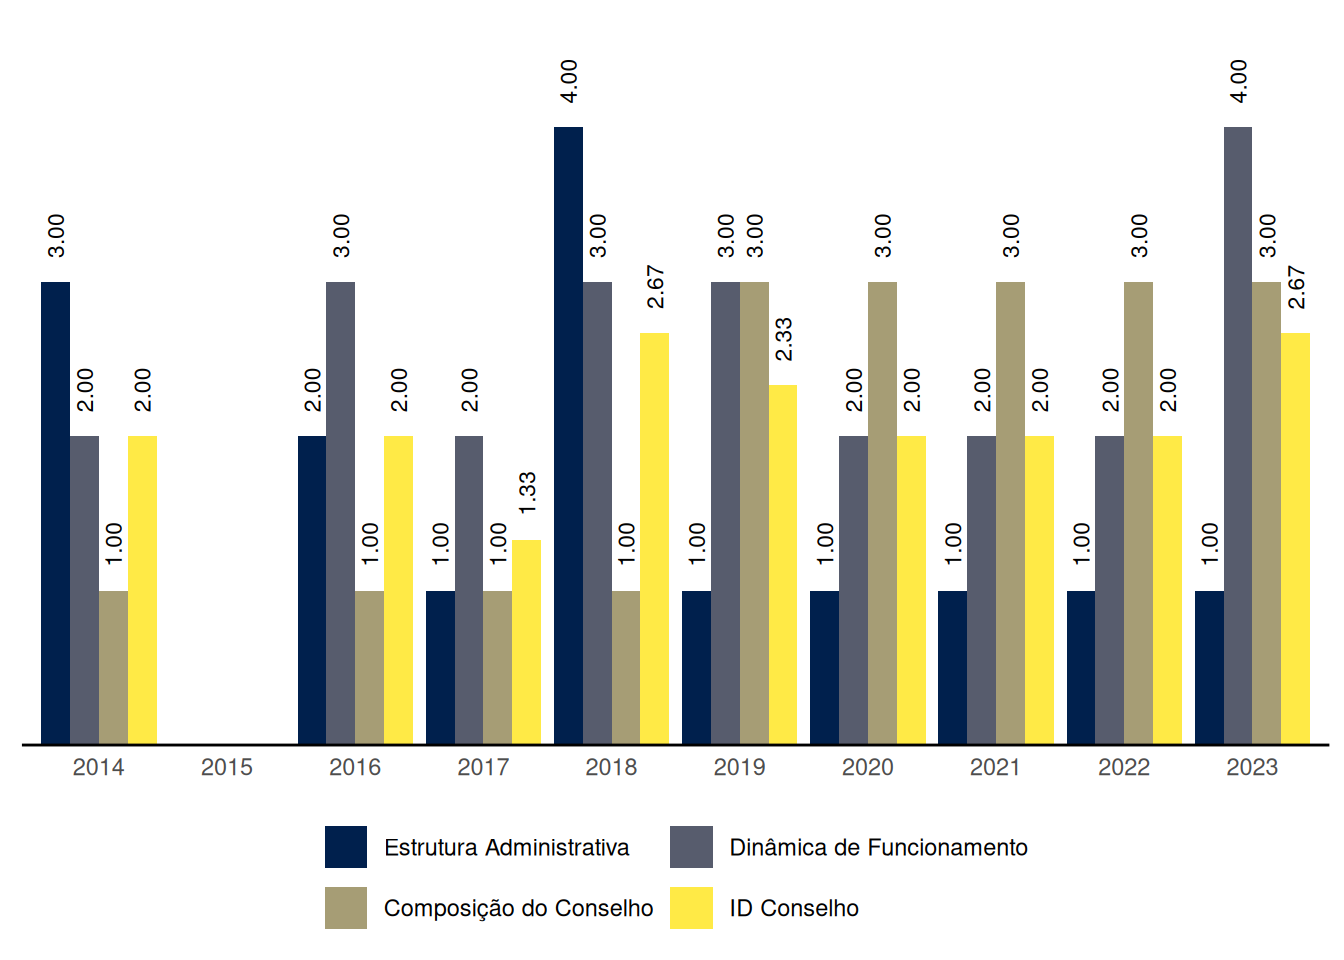 4.00 4.00
3.00 3.00 3.00 3.00 3.00 3.00 3.00 3.00 3.00
2.67 2.67
2.33
2.00 2.00 2.00 2.00 2.00 2.00 2.00 2.00 2.00 2.00 2.00
1.33
1.00 1.00 1.00 1.00 1.00 1.00 1.00 1.00 1.00 1.00
2014 2015 2016 2017 2018 2019 2020 2021 2022 2023
Estrutura Administrativa Dinâmica de Funcionamento
Composição do Conselho ID Conselho